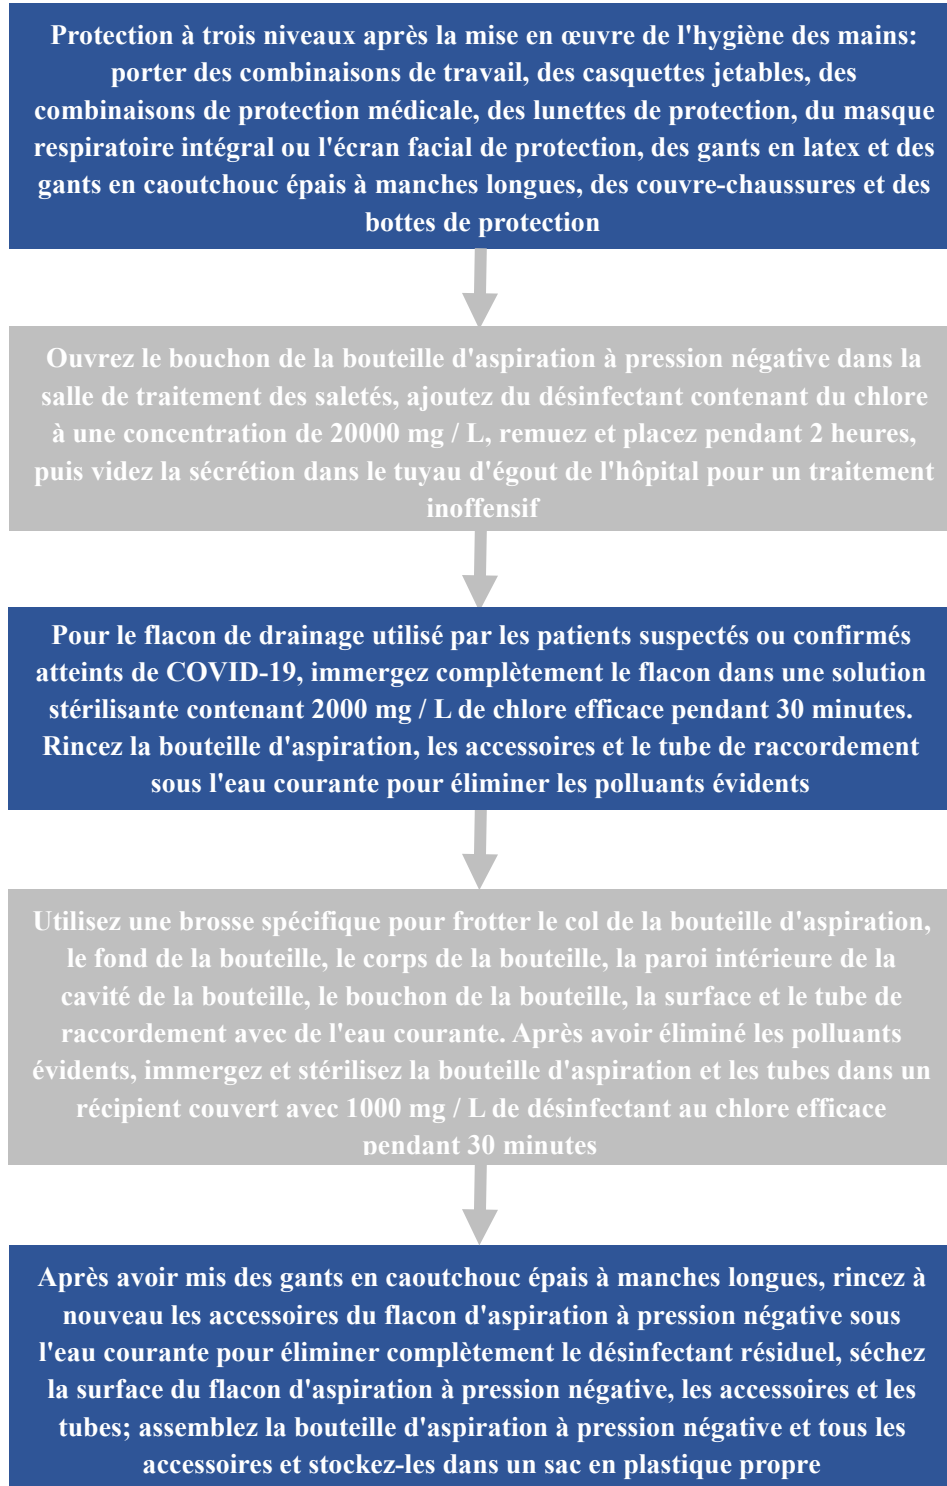 Protection à trois niveaux après la mise en œuvre de l'hygiène des mains:
porter des combinaisons de travail, des casquettes jetables, des
combinaisons de protection médicale, des lunettes de protection, du masque
respiratoire intégral ou l'écran facial de protection, des gants en latex et des
gants en caoutchouc épais à manches longues, des couvre-chaussures et des
bottes de protection
Ouvrez le bouchon de la bouteille d'aspiration à pression négative dans la
salle de traitement des saletés, ajoutez du désinfectant contenant du chlore
à une concentration de 20000 mg / L, remuez et placez pendant 2 heures,
puis videz la sécrétion dans le tuyau d'égout de l'hôpital pour un traitement
inoffensif
Pour le flacon de drainage utilisé par les patients suspectés ou confirmés
atteints de COVID-19, immergez complètement le flacon dans une solution
stérilisante contenant 2000 mg / L de chlore efficace pendant 30 minutes.
Rincez la bouteille d'aspiration, les accessoires et le tube de raccordement
sous l'eau courante pour éliminer les polluants évidents
Utilisez une brosse spécifique pour frotter le col de la bouteille d'aspiration,
le fond de la bouteille, le corps de la bouteille, la paroi intérieure de la
cavité de la bouteille, le bouchon de la bouteille, la surface et le tube de
raccordement avec de l'eau courante. Après avoir éliminé les polluants
évidents, immergez et stérilisez la bouteille d'aspiration et les tubes dans un
récipient couvert avec 1000 mg / L de désinfectant au chlore efficace
pendant 30 minutes
Après avoir mis des gants en caoutchouc épais à manches longues, rincez à
nouveau les accessoires du flacon d'aspiration à pression négative sous
l'eau courante pour éliminer complètement le désinfectant résiduel, séchez
la surface du flacon d'aspiration à pression négative, les accessoires et les
tubes; assemblez la bouteille d'aspiration à pression négative et tous les
accessoires et stockez-les dans un sac en plastique propre